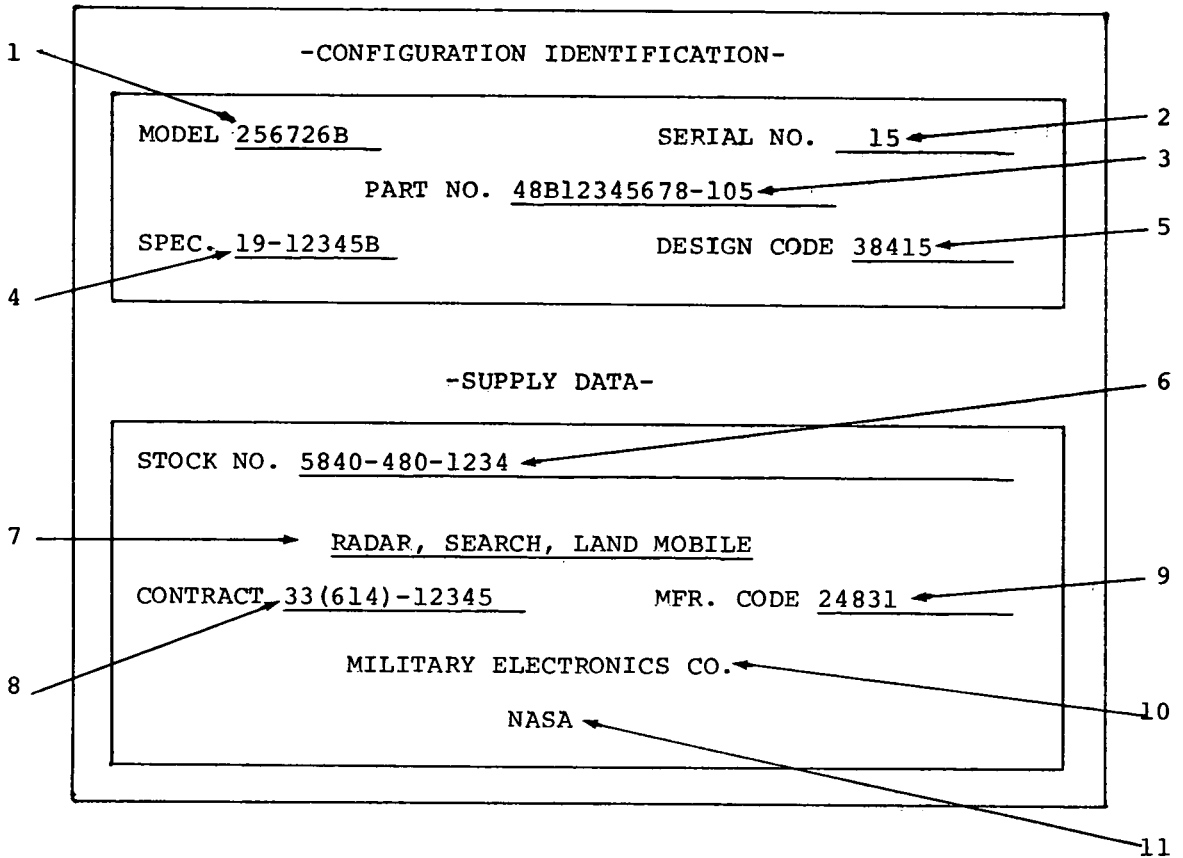 -CONFIGURATION IDENTIFICATION-
1
MODEL 256726B SERIAL NO. 15 2
PART NO. 48B12345678-105 3
SPEC. 19-12345B DESIGN CODE 38415 5
4
-SUPPLY DATA- 6
STOCK NO. 5840-480-1234
7 RADAR, SEARCH, LAND MOBILE
CONTRACT 33(614)-12345 MFR. CODE 24831 9
MILITARY ELECTRONICS CO.
8
NASA 10
11